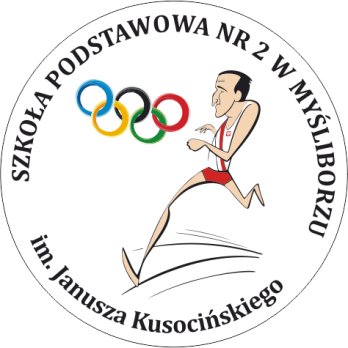 SZKOŁA PODSTAWOWA NR 2 W MYŚLIBORZU
im. Janusza Kusocińskiego